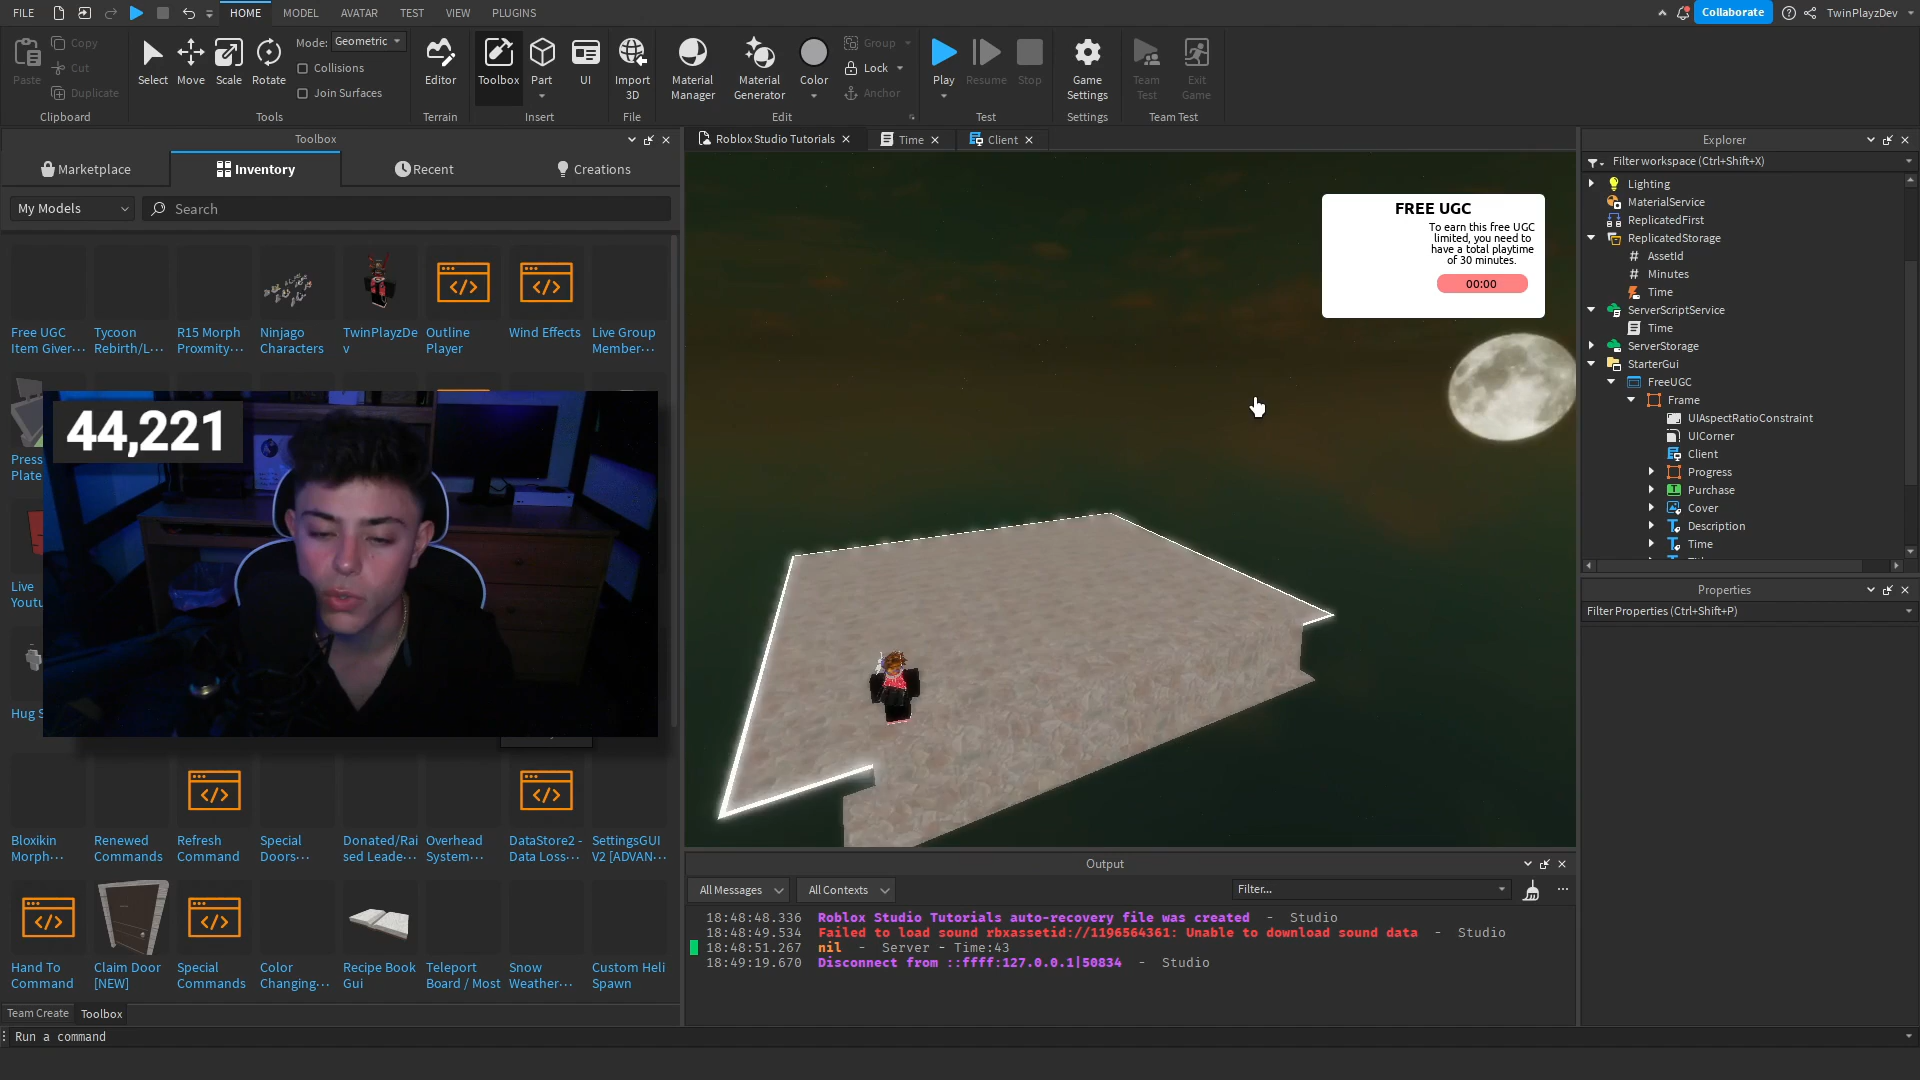 FILE
HOME
MODEL
AVATAR
TEST
VIEW
PLUGINS
Collaborate
TwinPlayzDev
Paste
Copy
Cut
Duplicate
Clipboard
Select
Move
Scale
Rotate
Mode: Geometric
Collisions
Join Surfaces
Tools
Editor
Terrain
Toolbox
Part
UI
Insert
Import
3D
File
Material
Manager
Material
Generator
Color
Group
Lock
Anchor
Edit
Play
Resume
Stop
Test
Game
Settings
Settings
Team
Test
Exit
Game
Team Test
Toolbox
Marketplace
Inventory
Recent
Creations
My Models
Search
Free UGC
Item Giver···
Tycoon
Rebirth/L···
R15 Morph
Proxmity···
Ninjago
Characters
TwinPlayzDe
v
Outline
Player
Wind Effects
Live Group
Member···
44,221
Press
Plate
Live
Youtu
Hug S
Bloxikin
Morph···
Renewed
Commands
Refresh
Command
Special
Doors···
Donated/Rai
sed Leade···
Overhead
System···
DataStore2 -
Data Loss···
SettingsGUI
V2 [ADVAN···
Hand To
Command
Claim Door
[NEW]
Special
Commands
Color
Changing···
Recipe Book
Gui
Teleport
Board / Most
Snow
Weather···
Custom Heli
Spawn
Team Create
Toolbox
Run a command
Roblox Studio Tutorials
Time
Client
FREE UGC
To earn this free UGC
limited, you need to
have a total playtime
of 30 minutes.
00:00
Output
All Messages
All Contexts
Filter...
18:48:48.336 Roblox Studio Tutorials auto-recovery file was created - Studio
18:48:49.534 Failed to load sound rbxassetid://1196564361: Unable to download sound data - Studio
18:48:51.267 nil - Server - Time:43
18:49:19.670 Disconnect from ::ffff:127.0.0.1|50834 - Studio
Explorer
Filter workspace (Ctrl+Shift+X)
Lighting
MaterialService
ReplicatedFirst
ReplicatedStorage
AssetId
Minutes
Time
ServerScriptService
Time
ServerStorage
StarterGui
FreeUGC
Frame
UIAspectRatioConstraint
UICorner
Client
Progress
Purchase
Cover
Description
Time
Properties
Filter Properties (Ctrl+Shift+P)